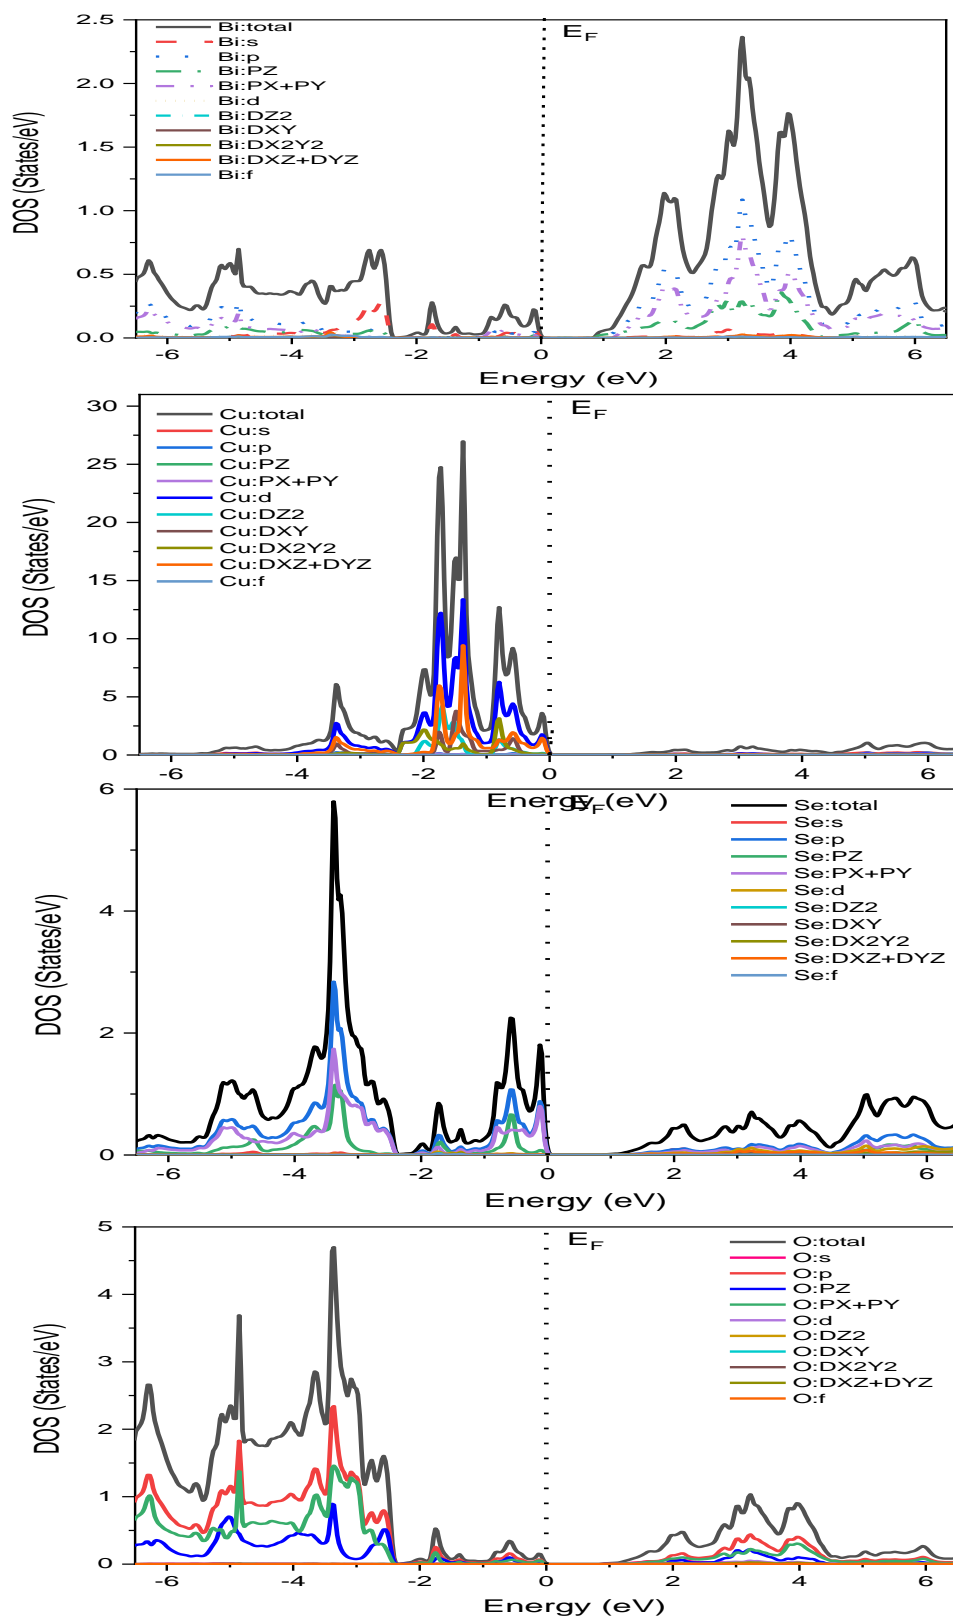 2.5
2.0
1.5
1.0
0.5
0.0
DOS (States/eV)
Bi:total
Bi:s
Bi:p
Bi:PZ
Bi:PX+PY
Bi:d
Bi:DZ2
Bi:DXY
Bi:DX2Y2
Bi:DXZ+DYZ
Bi:f
E_F
-6 -4 -2 0 2 4 6
Energy (eV)
30
25
20
15
10
5
0
DOS (States/eV)
Cu:total
Cu:s
Cu:p
Cu:PZ
Cu:PX+PY
Cu:d
Cu:DZ2
Cu:DXY
Cu:DX2Y2
Cu:DXZ+DYZ
Cu:f
E_F
-6 -4 -2 0 2 4 6
Energy (eV)
6
4
2
0
DOS (States/eV)
E_F
Se:total
Se:s
Se:p
Se:PZ
Se:PX+PY
Se:d
Se:DZ2
Se:DXY
Se:DX2Y2
Se:DXZ+DYZ
Se:f
-6 -4 -2 0 2 4 6
Energy (eV)
5
4
3
2
1
0
DOS (States/eV)
E_F
O:total
O:s
O:p
O:PZ
O:PX+PY
O:d
O:DZ2
O:DXY
O:DX2Y2
O:DXZ+DYZ
O:f
-6 -4 -2 0 2 4 6
Energy (eV)